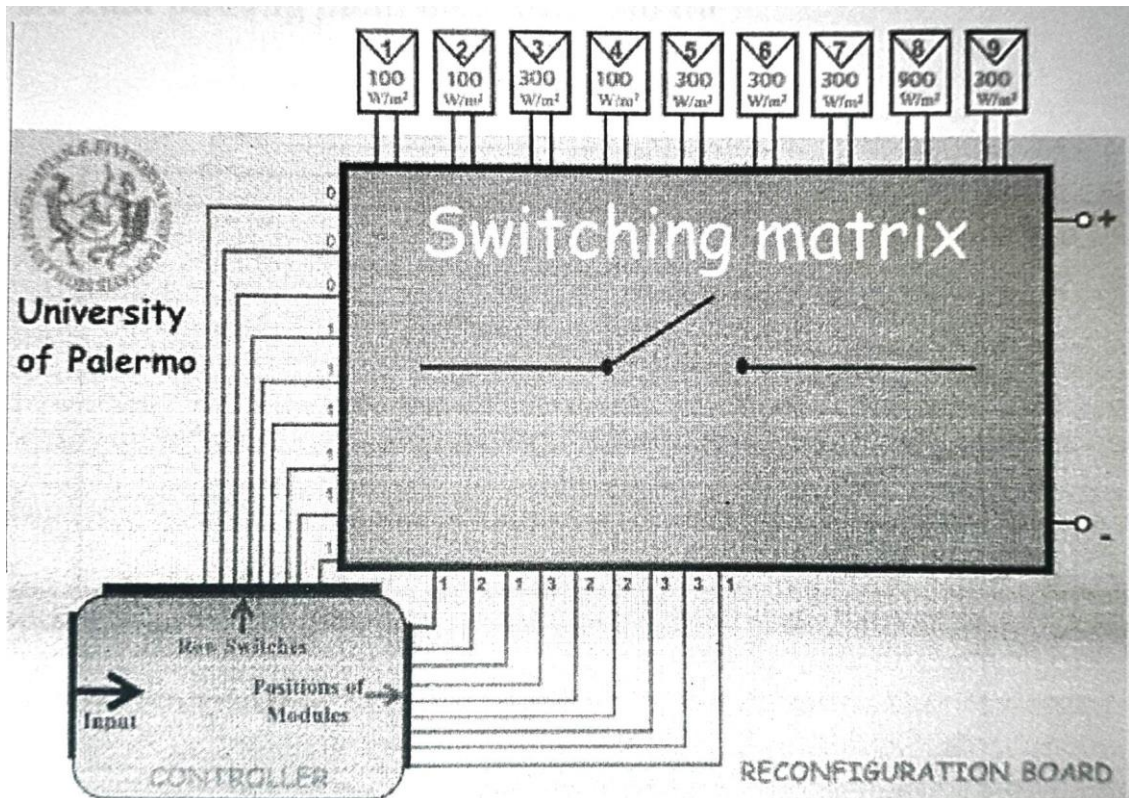 1 2 3 4 5 6 7 8 9
100 100 300 100 300 300 300 900 300
W/m² W/m² W/m² W/m² W/m² W/m² W/m² W/m² W/m²
Switching matrix
+
-
0
0
0
1
1
1
1
1
1
University
of Palermo
1 2 1 3 2 2 3 3 1
Row Switches
Positions of
Modules
Input
CONTROLLER
RECONFIGURATION BOARD